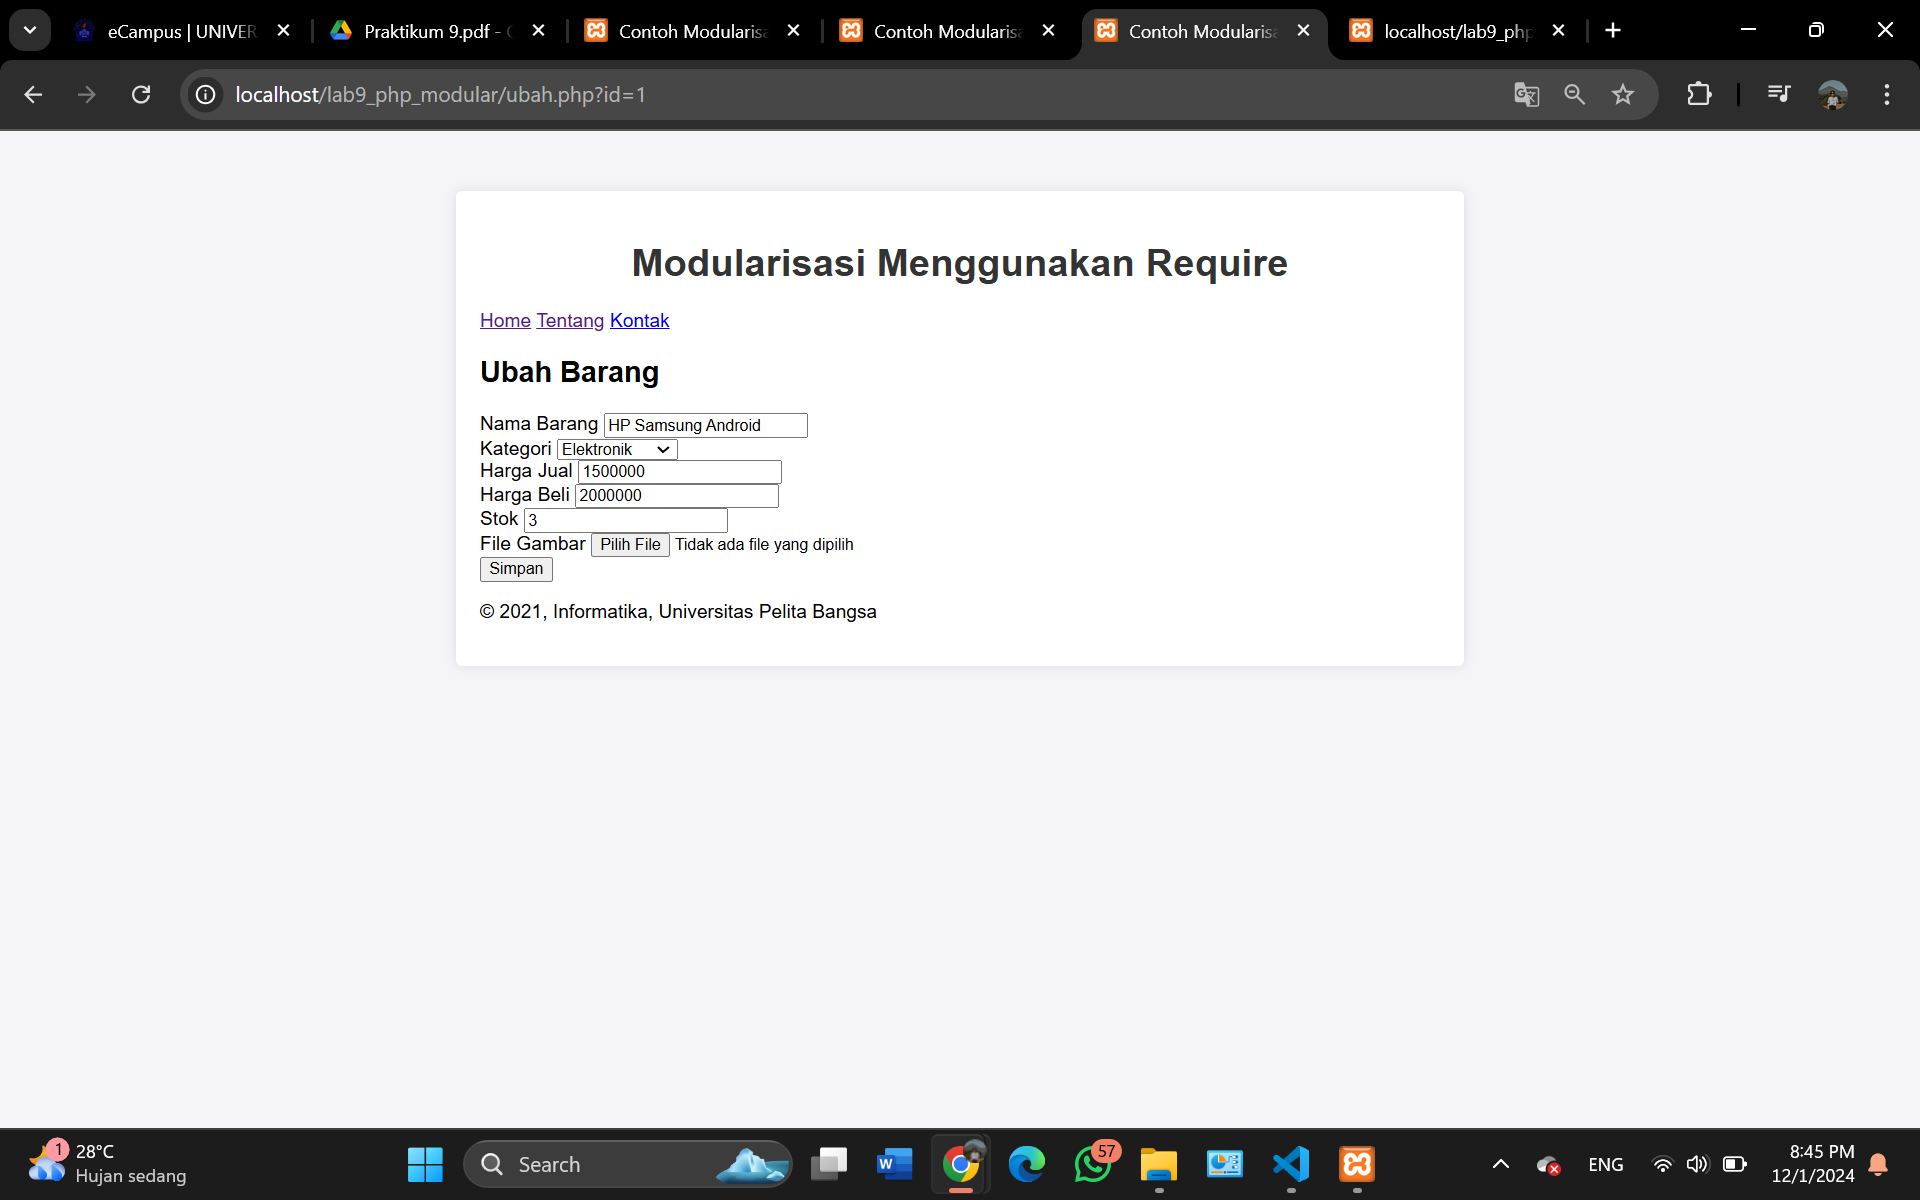 eCampus | UNIVER
Praktikum 9.pdf -
Contoh Modularis
Contoh Modularis
Contoh Modularis
localhost/lab9_php
localhost/lab9_php_modular/ubah.php?id=1
Modularisasi Menggunakan Require
Home Tentang Kontak
Ubah Barang
Nama Barang HP Samsung Android
Kategori Elektronik
Harga Jual 1500000
Harga Beli 2000000
Stok 3
File Gambar Pilih File Tidak ada file yang dipilih
Simpan
© 2021, Informatika, Universitas Pelita Bangsa
1
28°C
Hujan sedang
Search
57
ENG
8:45 PM
12/1/2024